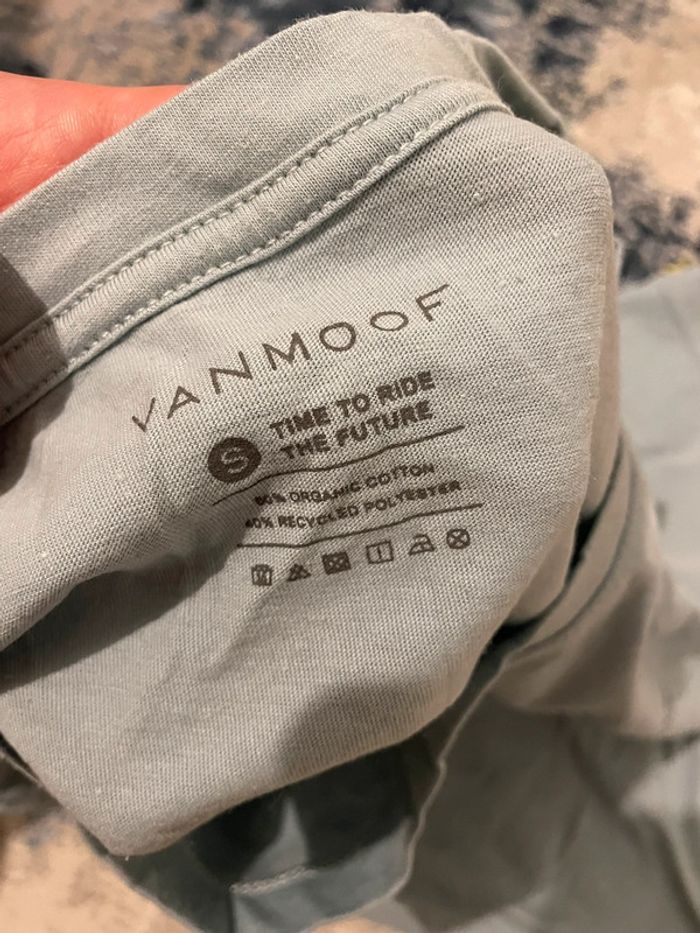 VANMOOF
S
TIME TO RIDE
THE FUTURE
60% ORGANIC COTTON
40% RECYCLED POLYESTER